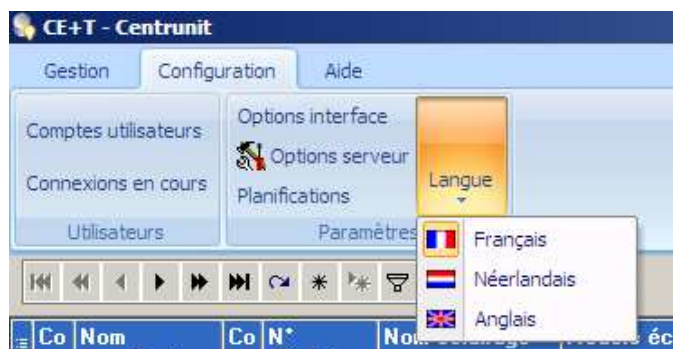 CE+T - Centrunit
Gestion Configuration Aide
Comptes utilisateurs
Connexions en cours
Utilisateurs
Options interface
Options serveur
Planifications
Paramètres
Langue
Français
Néerlandais
Anglais
Co Nom Co N°